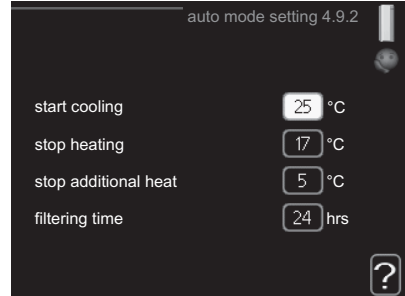 auto mode setting 4.9.2
start cooling 25 °C
stop heating 17 °C
stop additional heat 5 °C
filtering time 24 hrs
?